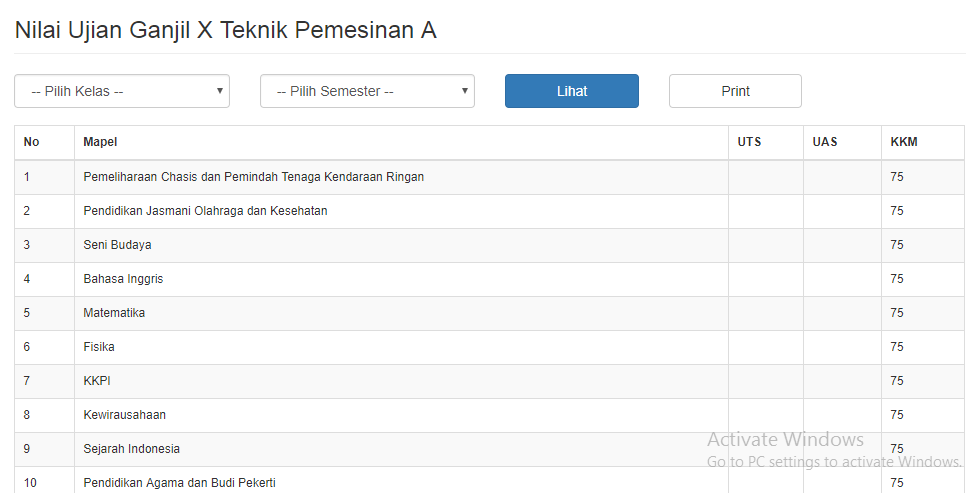 Nilai Ujian Ganjil X Teknik Pemesinan A
-- Pilih Kelas -- -- Pilih Semester -- Lihat Print
No Mapel UTS UAS KKM
1 Pemeliharaan Chasis dan Pemindah Tenaga Kendaraan Ringan 75
2 Pendidikan Jasmani Olahraga dan Kesehatan 75
3 Seni Budaya 75
4 Bahasa Inggris 75
5 Matematika 75
6 Fisika 75
7 KKPI 75
8 Kewirausahaan 75
9 Sejarah Indonesia 75
10 Pendidikan Agama dan Budi Pekerti 75
Activate Windows
Go to PC settings to activate Windows.